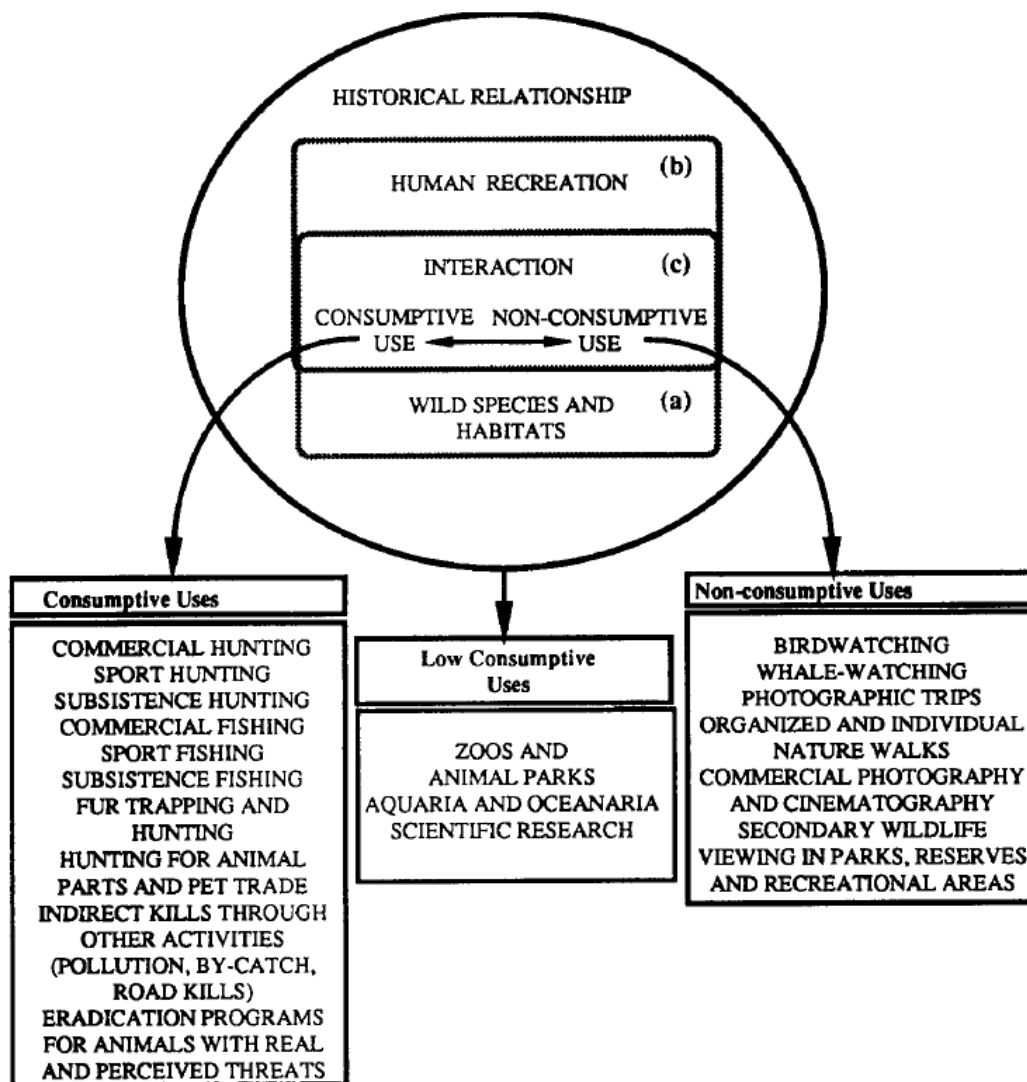 HISTORICAL RELATIONSHIP
(b)
HUMAN RECREATION
INTERACTION (c)
CONSUMPTIVE NON-CONSUMPTIVE
USE USE
WILD SPECIES AND (a)
HABITATS
Consumptive Uses
COMMERCIAL HUNTING
SPORT HUNTING
SUBSISTENCE HUNTING
COMMERCIAL FISHING
SPORT FISHING
SUBSISTENCE FISHING
FUR TRAPPING AND
HUNTING
HUNTING FOR ANIMAL
PARTS AND PET TRADE
INDIRECT KILLS THROUGH
OTHER ACTIVITIES
(POLLUTION, BY-CATCH,
ROAD KILLS)
ERADICATION PROGRAMS
FOR ANIMALS WITH REAL
AND PERCEIVED THREATS
Low Consumptive
Uses
ZOOS AND
ANIMAL PARKS
AQUARIA AND OCEANARIA
SCIENTIFIC RESEARCH
Non-consumptive Uses
BIRDWATCHING
WHALE-WATCHING
PHOTOGRAPHIC TRIPS
ORGANIZED AND INDIVIDUAL
NATURE WALKS
COMMERCIAL PHOTOGRAPHY
AND CINEMATOGRAPHY
SECONDARY WILDLIFE
VIEWING IN PARKS, RESERVES
AND RECREATIONAL AREAS